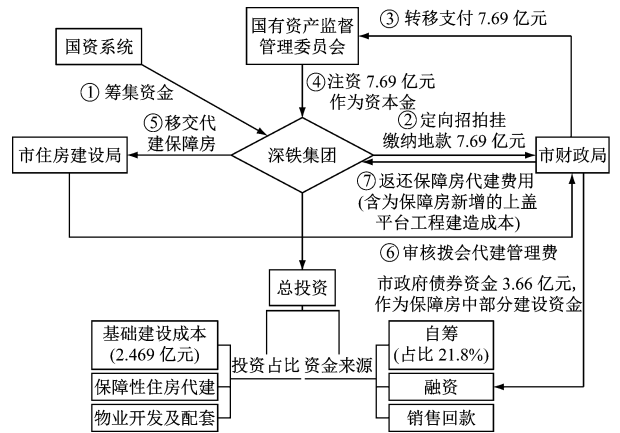 国有资产监督
管理委员会
③ 转移支付 7.69 亿元
国资系统
① 筹集资金
④ 注资 7.69 亿元
作为资本金
② 定向招拍挂
缴纳地款 7.69 亿元
⑤ 移交代
建保障房
市住房建设局
深铁集团
市财政局
⑦ 返还保障房代建费用
(含为保障房新增的上盖
平台工程建造成本)
⑥ 审核拨会代建管理费
总投资
市政府债券资金 3.66 亿元,
作为保障房中部分建设资金
基础建设成本
(2.469 亿元)
保障性住房代建
物业开发及配套
投资占比
资金来源
自筹
(占比 21.8%)
融资
销售回款